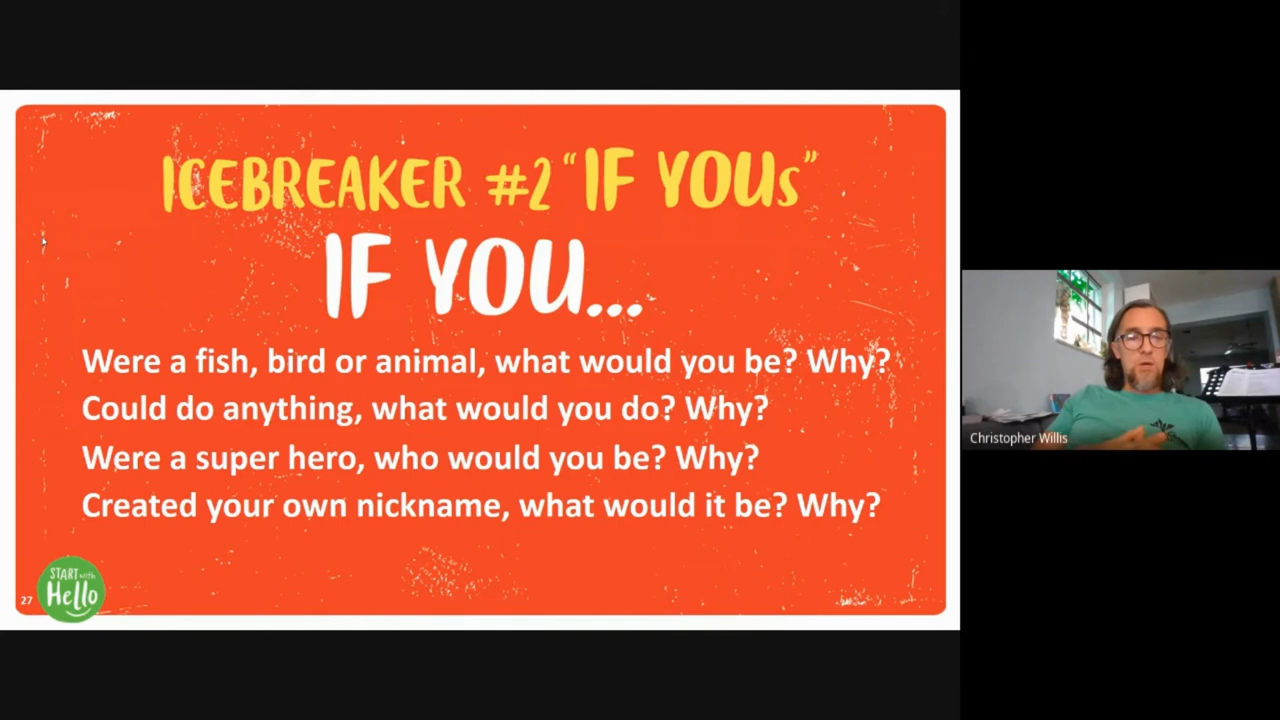 ICEBREAKER #2 “IF YOUs”
IF YOU...
Were a fish, bird or animal, what would you be? Why?
Could do anything, what would you do? Why?
Were a super hero, who would you be? Why?
Created your own nickname, what would it be? Why?
START with
Hello
27
Christopher Willis